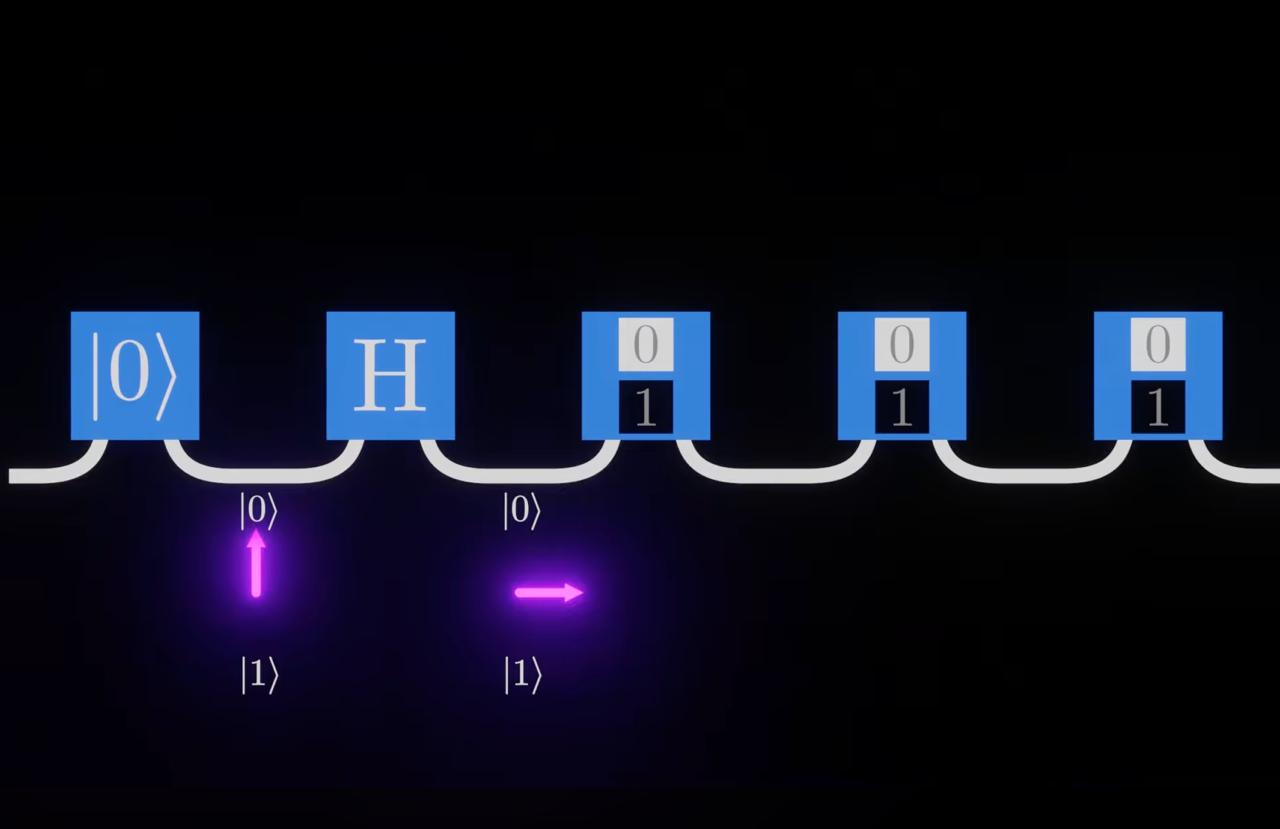 |0⟩ H 0 0 0
1 1 1
|0⟩ |0⟩
|1⟩ |1⟩